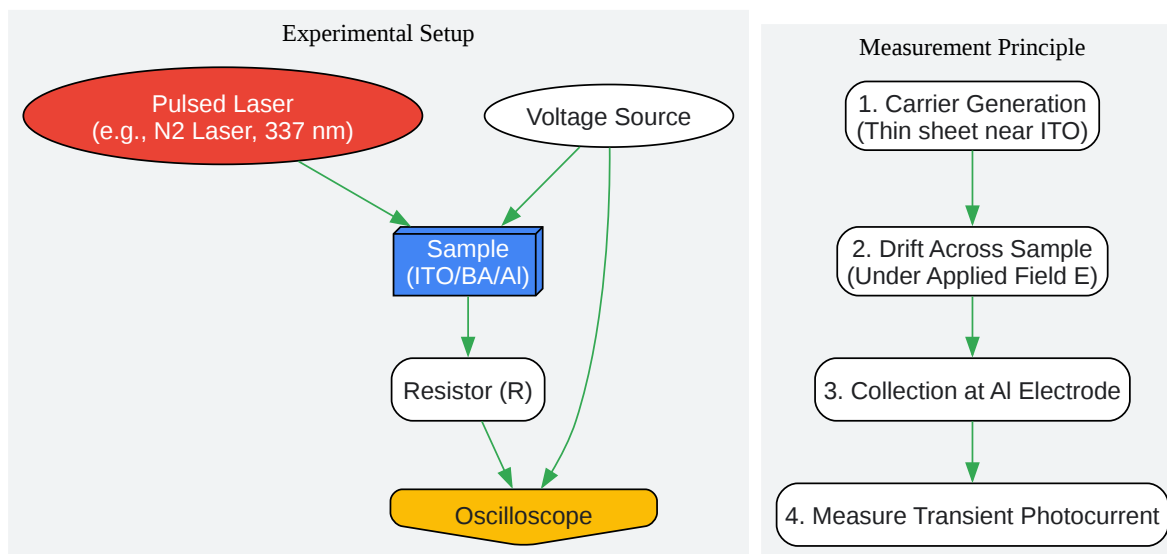 Experimental Setup
Pulsed Laser
(e.g., N2 Laser, 337 nm)
Voltage Source
Sample
(ITO/BA/Al)
Resistor (R)
Oscilloscope
Measurement Principle
1. Carrier Generation
(Thin sheet near ITO)
2. Drift Across Sample
(Under Applied Field E)
3. Collection at Al Electrode
4. Measure Transient Photocurrent